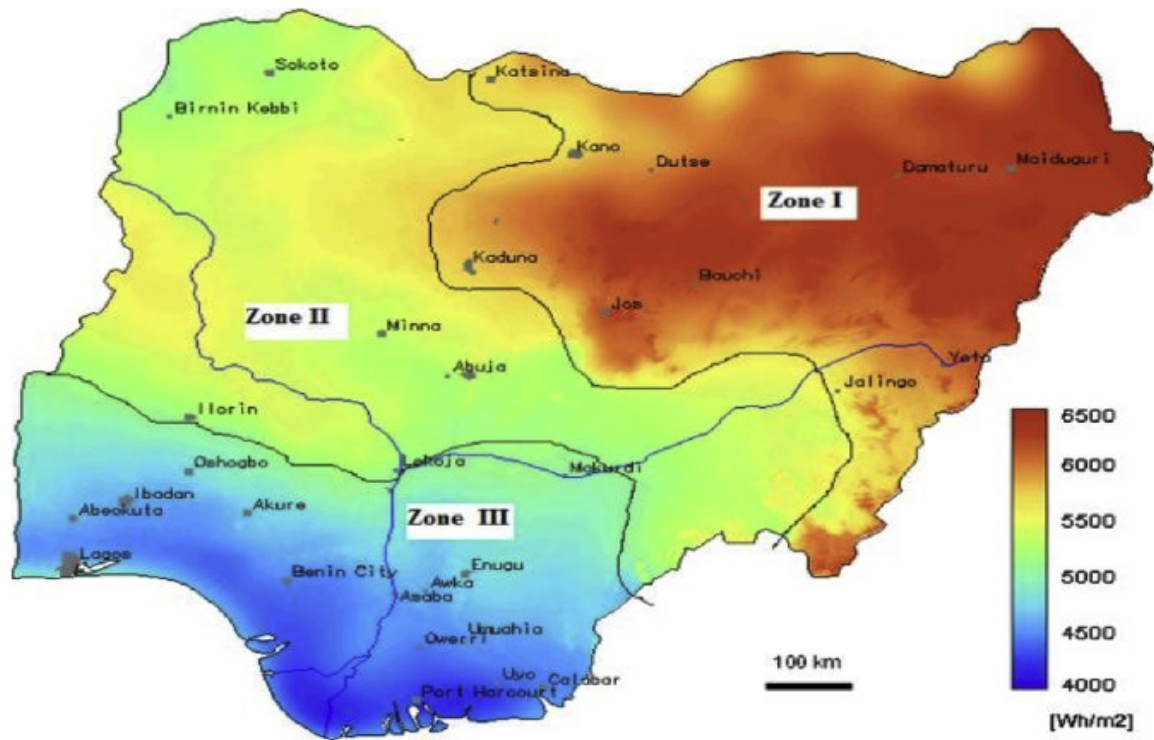 Sokoto
Katsina
Birnin Kebbi
Kano
Dutse
Damaturu
Maiduguri
Zone I
Kaduna
Bauchi
Jos
Zone II
Minna
Abuja
Yeta
Jalingo
Ilorin
6500
Oshogbo
Lokoja
Makurdi
6000
Ibadan
Abeokuta
Akure
Zone III
5500
Lagos
Enugu
Benin City
Awka
Asaba
5000
Umuahia
Owerri
4500
100 km
Uyo
Calabar
Port Harcourt
4000
[Wh/m2]